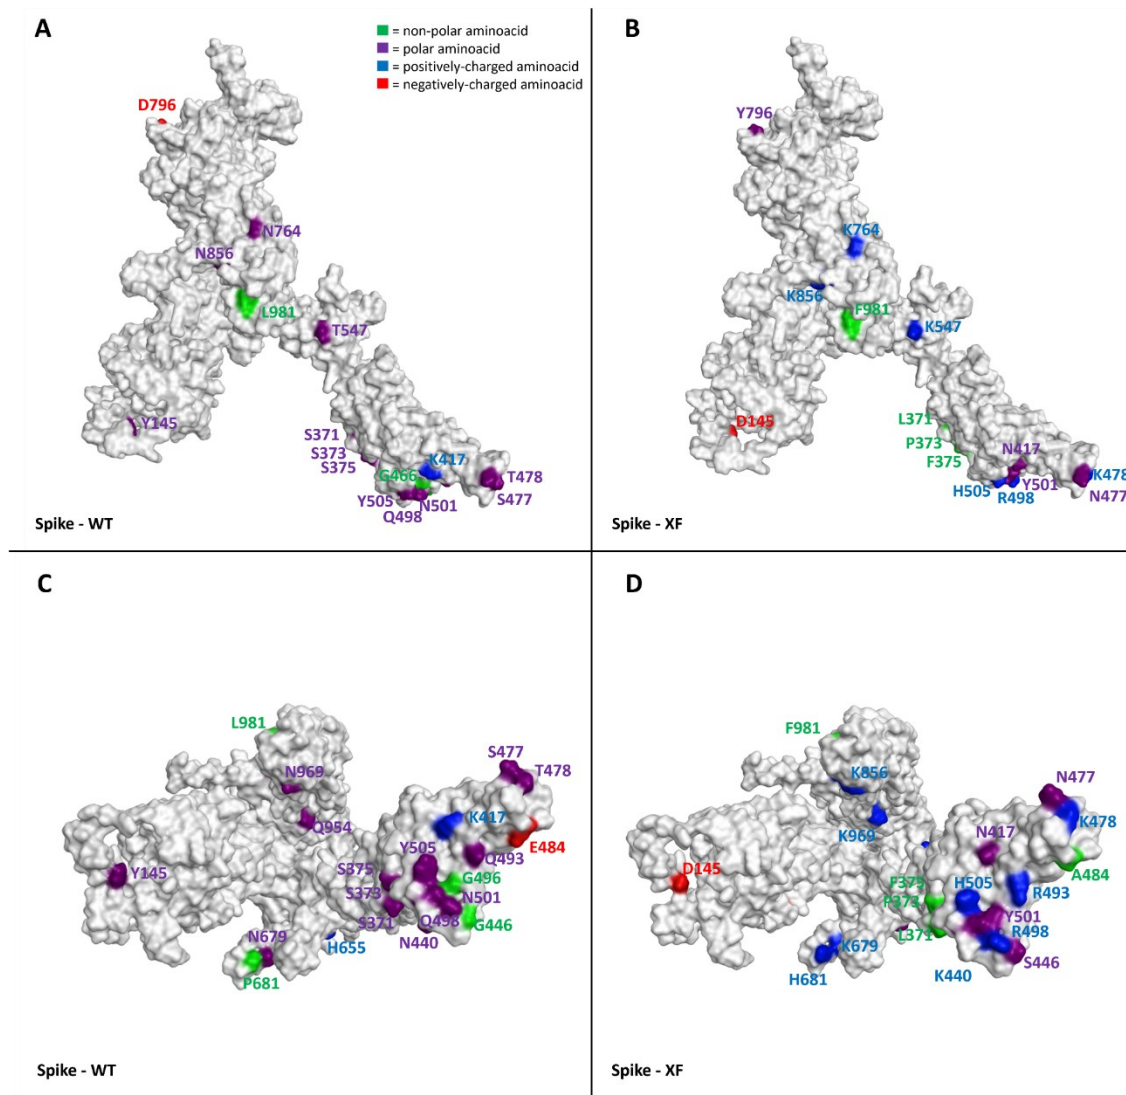 A
= non-polar aminoacid
= polar aminoacid
= positively-charged aminoacid
= negatively-charged aminoacid
D796
N764
N856
L981
T547
Y145
S371
S373
S375
K417
G466
T478
Y505
N501
S477
Q498
Spike - WT
B
Y796
K764
K856
F981
K547
D145
L371
P373
N417
F375
K478
H505
Y501
R498
N477
Spike - XF
C
L981
S477
N969
T478
K417
Q954
E484
Y505
Q493
Y145
S375
G496
S373
N501
S371
Q498
G446
N679
N440
H655
P681
Spike - WT
D
F981
K856
N477
K478
K969
N417
A484
D145
F375
H505
R493
P373
Y501
L371
R498
K679
S446
H681
K440
Spike - XF